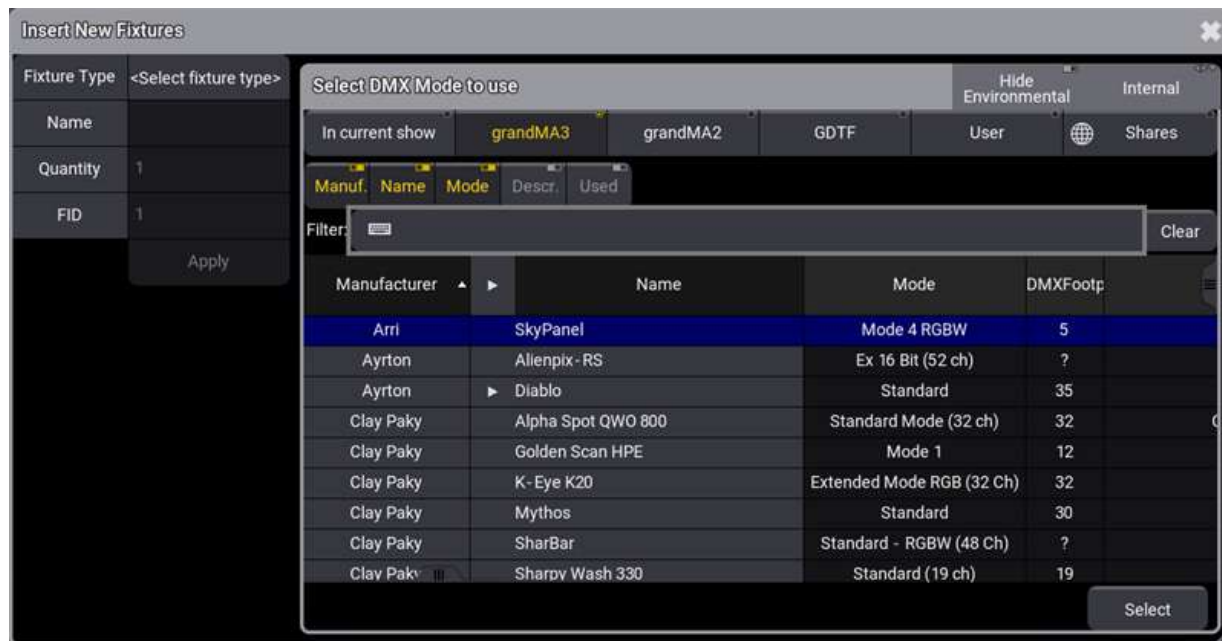 Insert New Fixtures
Fixture Type <Select fixture type>
Name
Quantity 1
FID 1
Apply
Select DMX Mode to use Hide Environmental Internal
In current show grandMA3 grandMA2 GDTF User Shares
Manuf. Name Mode Descr. Used
Filter: Clear
Manufacturer Name Mode DMXFootp
Arri SkyPanel Mode 4 RGBW 5
Ayrton Alienpix-RS Ex 16 Bit (52 ch) ?
Ayrton Diablo Standard 35
Clay Paky Alpha Spot QWO 800 Standard Mode (32 ch) 32
Clay Paky Golden Scan HPE Mode 1 12
Clay Paky K-Eye K20 Extended Mode RGB (32 Ch) 32
Clay Paky Mythos Standard 30
Clay Paky SharBar Standard - RGBW (48 Ch) ?
Clay Paky Sharpy Wash 330 Standard (19 ch) 19
Select